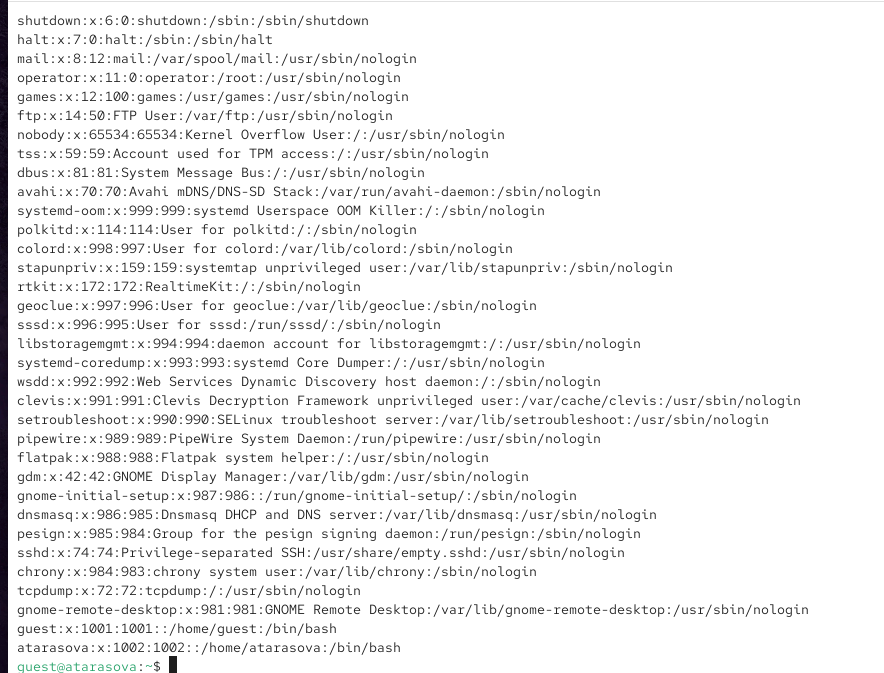 shutdown:x:6:0:shutdown:/sbin:/sbin/shutdown
halt:x:7:0:halt:/sbin:/sbin/halt
mail:x:8:12:mail:/var/spool/mail:/usr/sbin/nologin
operator:x:11:0:operator:/root:/usr/sbin/nologin
games:x:12:100:games:/usr/games:/usr/sbin/nologin
ftp:x:14:50:FTP User:/var/ftp:/usr/sbin/nologin
nobody:x:65534:65534:Kernel Overflow User:/:/usr/sbin/nologin
tss:x:59:59:Account used for TPM access:/:/usr/sbin/nologin
dbus:x:81:81:System Message Bus:/:/usr/sbin/nologin
avahi:x:70:70:Avahi mDNS/DNS-SD Stack:/var/run/avahi-daemon:/sbin/nologin
systemd-oom:x:999:999:systemd Userspace OOM Killer:/:/usr/sbin/nologin
polkitd:x:114:114:User for polkitd:/:/sbin/nologin
colord:x:998:997:User for colord:/var/lib/colord:/sbin/nologin
stapunpriv:x:159:159:systemtap unprivileged user:/var/lib/stapunpriv:/sbin/nologin
rtkit:x:172:172:RealtimeKit:/:/sbin/nologin
geoclue:x:997:996:User for geoclue:/var/lib/geoclue:/sbin/nologin
sssd:x:996:995:User for sssd:/run/sssd/:/sbin/nologin
libstoragemgmt:x:994:994:daemon account for libstoragemgmt:/:/usr/sbin/nologin
systemd-coredump:x:993:993:systemd Core Dumper:/:/usr/sbin/nologin
wsdd:x:992:992:Web Services Dynamic Discovery host daemon:/:/sbin/nologin
clevis:x:991:991:Clevis Decryption Framework unprivileged user:/var/cache/clevis:/usr/sbin/nologin
setroubleshoot:x:990:990:SELinux troubleshoot server:/var/lib/setroubleshoot:/usr/sbin/nologin
pipewire:x:989:989:PipeWire System Daemon:/run/pipewire:/usr/sbin/nologin
flatpak:x:988:988:Flatpak system helper:/:/usr/sbin/nologin
gdm:x:42:42:GNOME Display Manager:/var/lib/gdm:/usr/sbin/nologin
gnome-initial-setup:x:987:986::/run/gnome-initial-setup/:/sbin/nologin
dnsmasq:x:986:985:Dnsmasq DHCP and DNS server:/var/lib/dnsmasq:/usr/sbin/nologin
pesign:x:985:984:Group for the pesign signing daemon:/run/pesign:/sbin/nologin
sshd:x:74:74:Privilege-separated SSH:/usr/share/empty.sshd:/usr/sbin/nologin
chrony:x:984:983:chrony system user:/var/lib/chrony:/sbin/nologin
tcpdump:x:72:72:tcpdump:/:/usr/sbin/nologin
gnome-remote-desktop:x:981:981:GNOME Remote Desktop:/var/lib/gnome-remote-desktop:/usr/sbin/nologin
guest:x:1001:1001::/home/guest:/bin/bash
atarasova:x:1002:1002::/home/atarasova:/bin/bash
guest@atarasova:~$